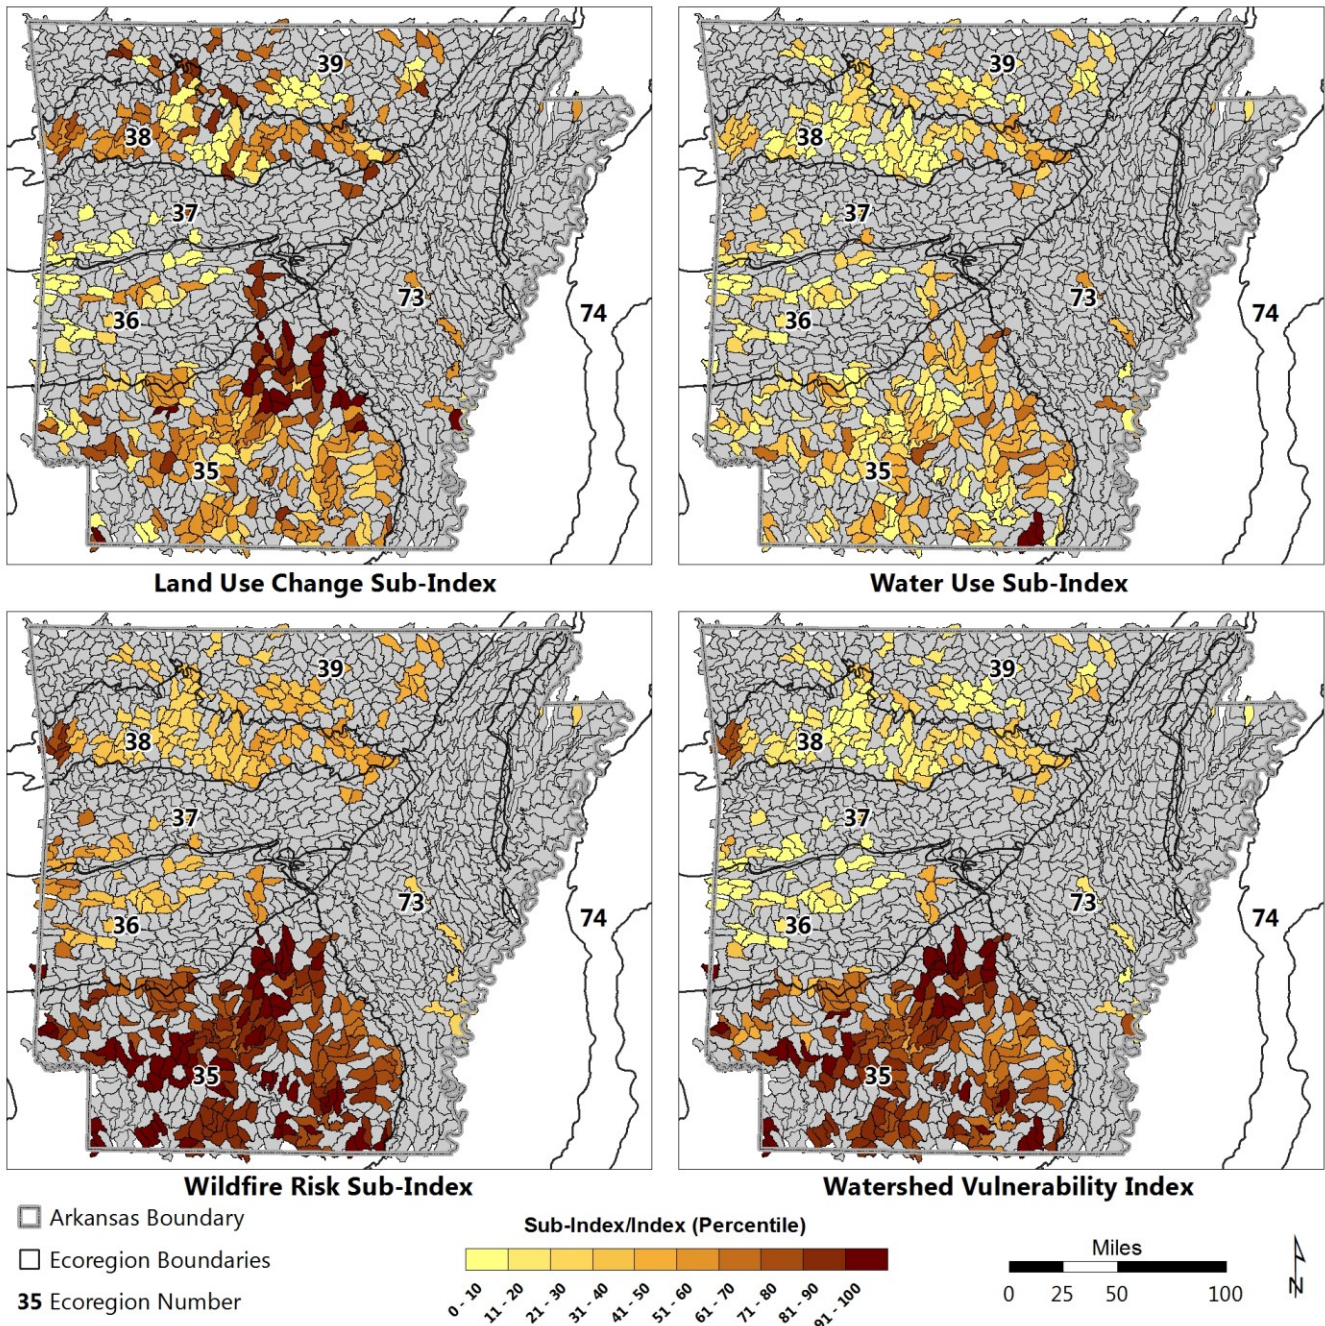 39
38
37
36
73
74
35
Land Use Change Sub-Index
39
38
37
36
73
74
35
Water Use Sub-Index
39
38
37
36
73
74
35
Wildfire Risk Sub-Index
39
38
37
36
73
74
35
Watershed Vulnerability Index
Arkansas Boundary
Ecoregion Boundaries
35 Ecoregion Number
Sub-Index/Index (Percentile)
0 - 10
11 - 20
21 - 30
31 - 40
41 - 50
51 - 60
61 - 70
71 - 80
81 - 90
91 - 100
Miles
0 25 50 100
N